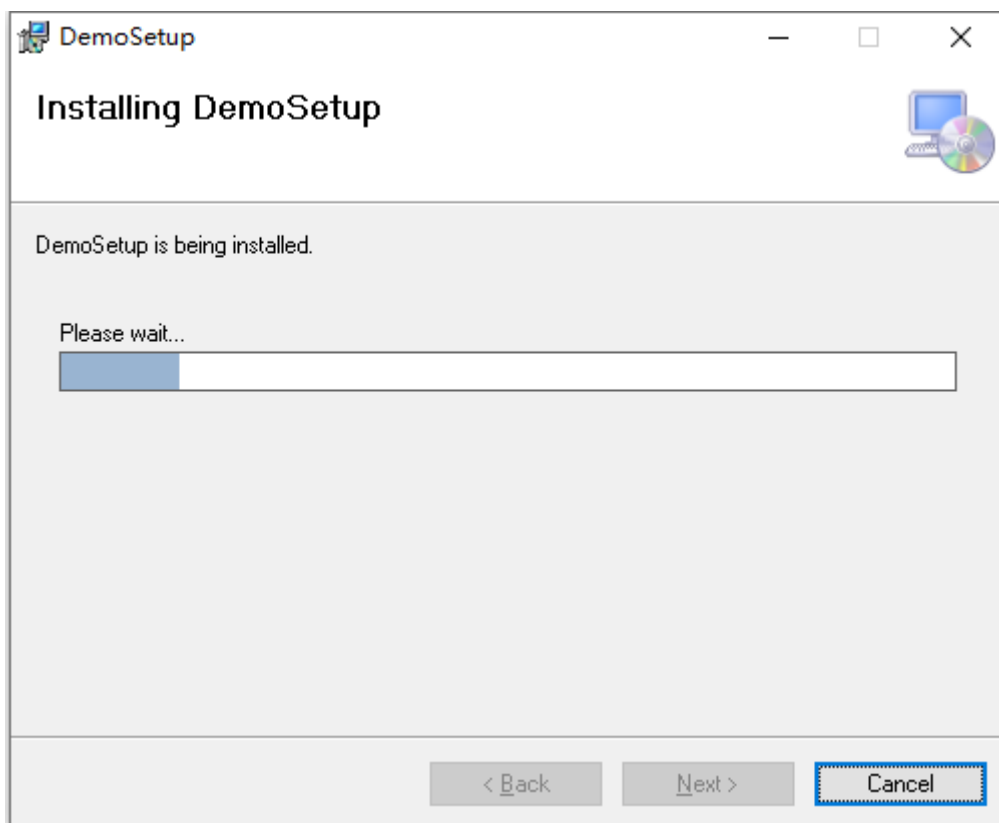 DemoSetup
Installing DemoSetup
DemoSetup is being installed.
Please wait...
< Back
Next >
Cancel